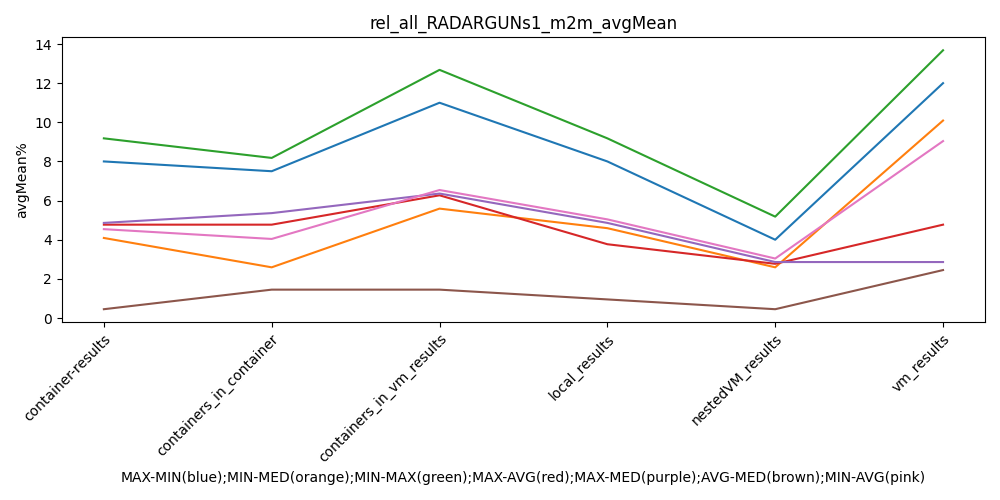 rel_all_RADARGUNs1_m2m_avgMean
14
12
10
8
6
4
2
0
avgMean%
container-results
containers_in_container
containers_in_vm_results
local_results
nestedVM_results
vm_results
MAX-MIN(blue);MIN-MED(orange);MIN-MAX(green);MAX-AVG(red);MAX-MED(purple);AVG-MED(brown);MIN-AVG(pink)